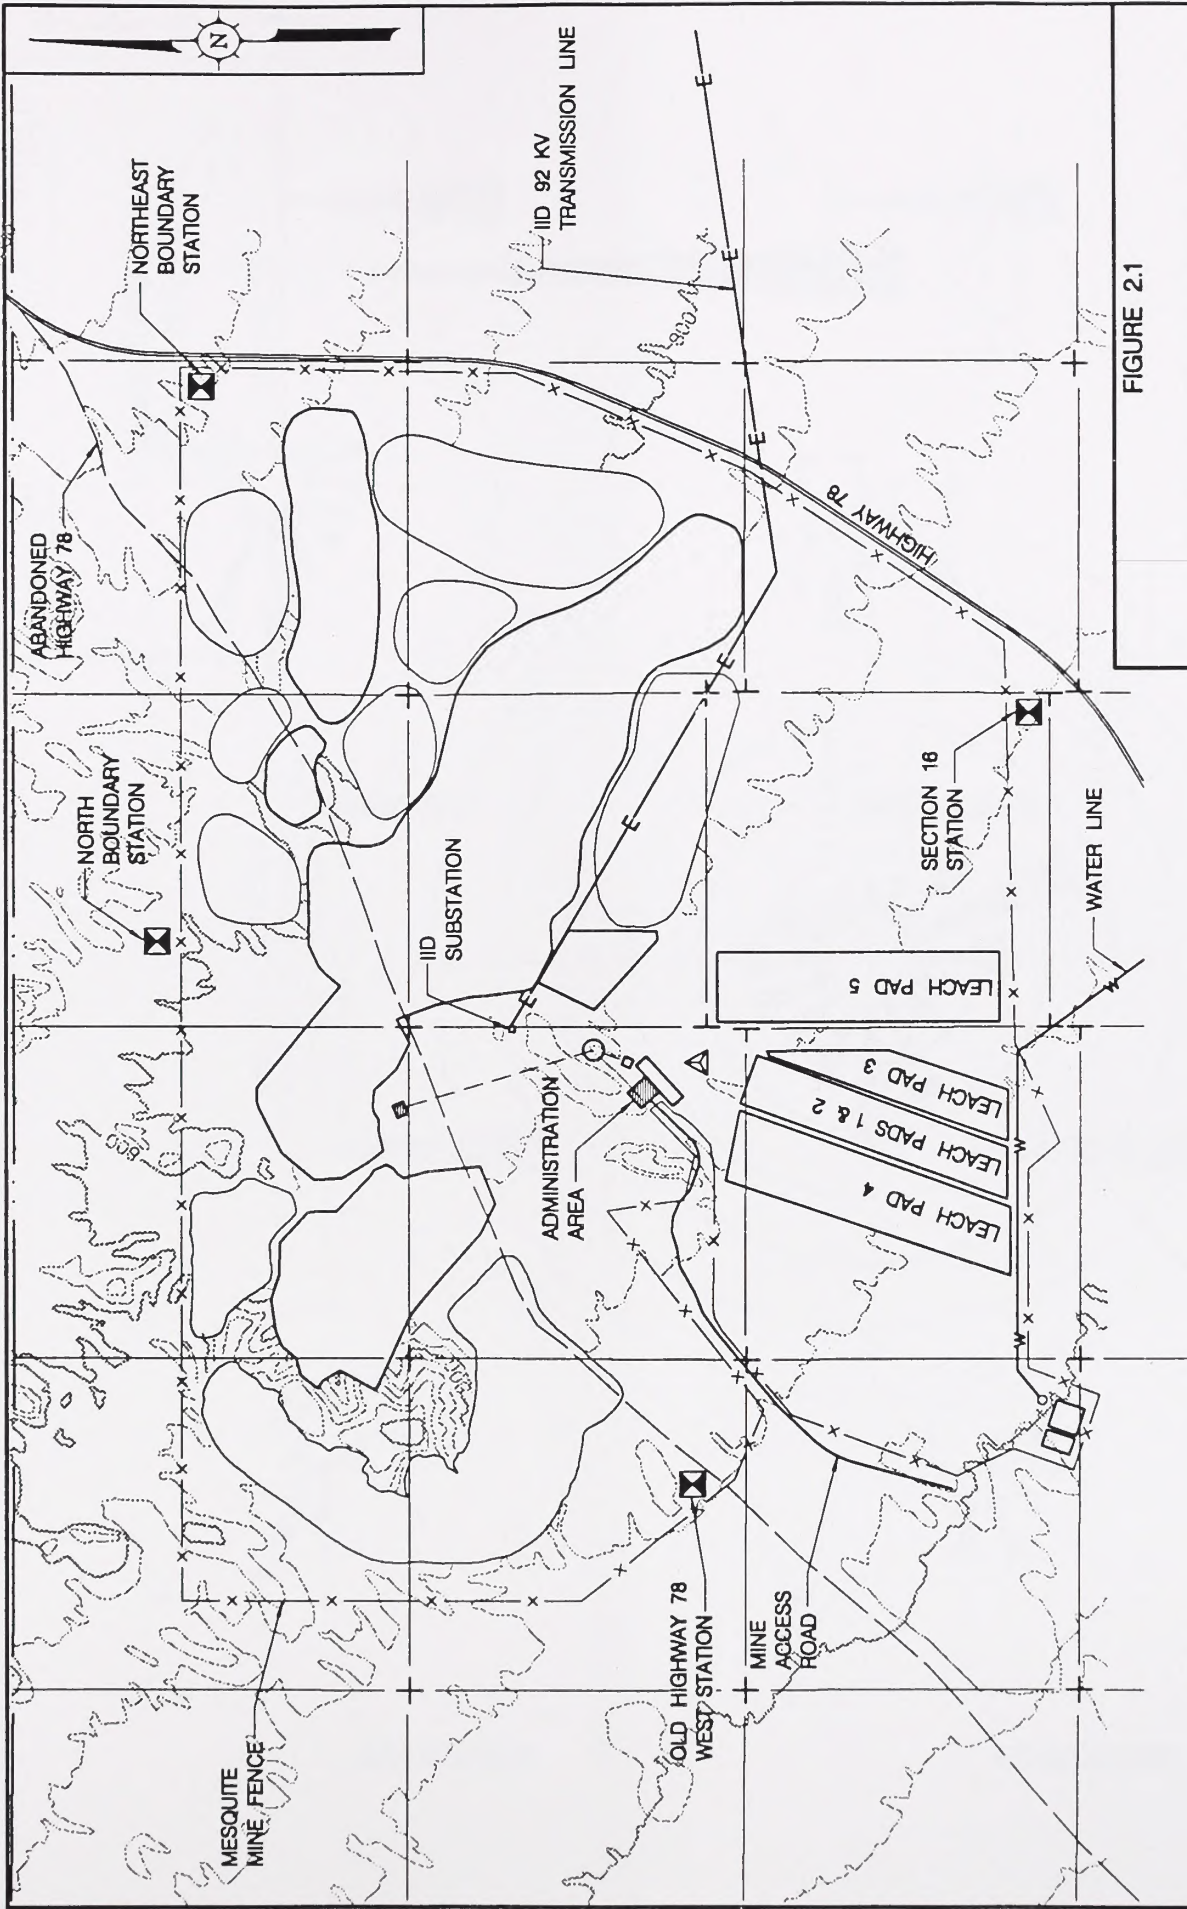 N
NORTHEAST
BOUNDARY
STATION
ABANDONED
HIGHWAY 78
NORTH
BOUNDARY
STATION
MESQUITE
MINE FENCE
IID 92 KV
TRANSMISSION LINE
E
E
E
E
E
E
900
HIGHWAY 78
IID
SUBSTATION
ADMINISTRATION
AREA
OLD HIGHWAY 78
WEST STATION
MINE
ACCESS
ROAD
SECTION 16
STATION
WATER LINE
W
W
W
LEACH PAD 5
LEACH PAD 3
LEACH PADS 1 & 2
LEACH PAD 4
FIGURE 2.1